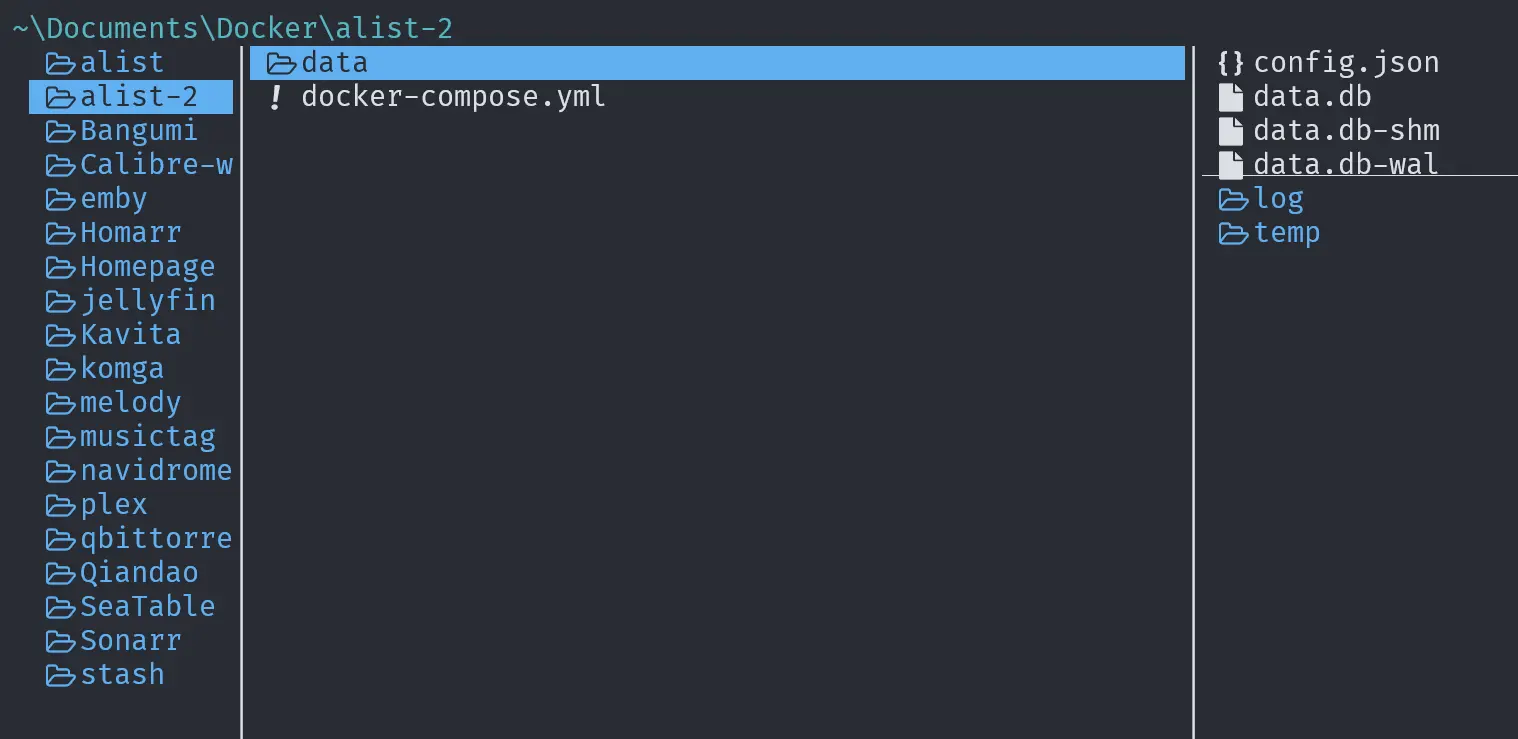 ~\Documents\Docker\alist-2
alist
alist-2
Bangumi
Calibre-w
emby
Homarr
Homepage
jellyfin
Kavita
komga
melody
musictag
navidrome
plex
qbittorre
Qiandao
SeaTable
Sonarr
stash
data
! docker-compose.yml
{} config.json
data.db
data.db-shm
data.db-wal
log
temp